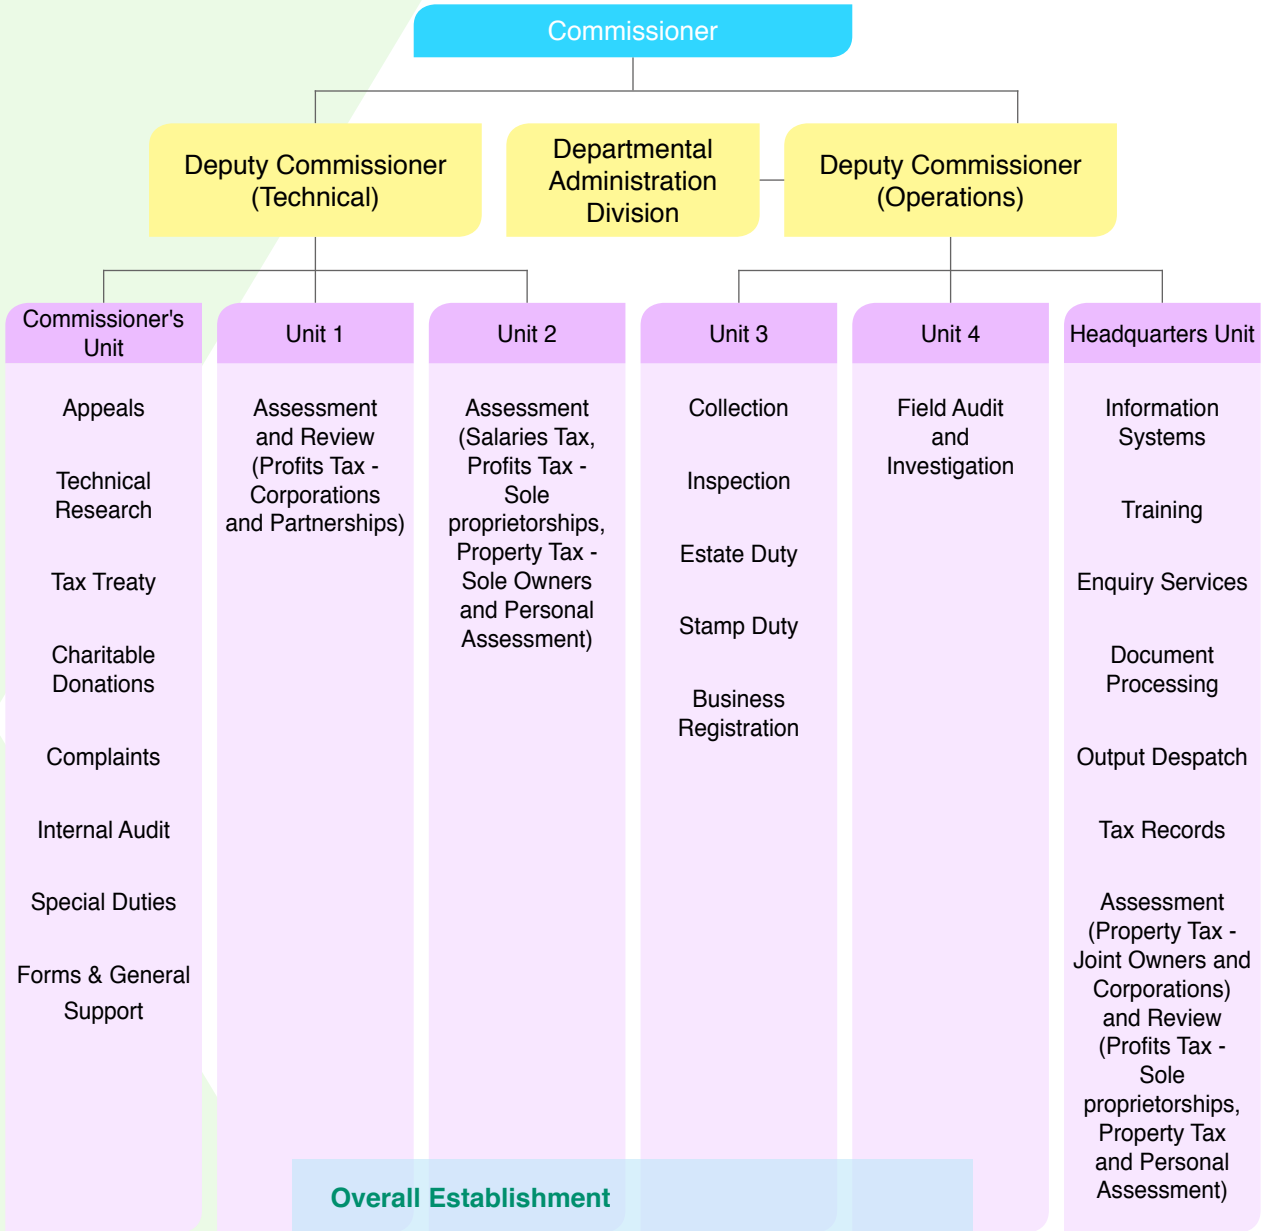 Commissioner
Deputy Commissioner
(Technical)
Departmental
Administration
Division
Deputy Commissioner
(Operations)
Commissioner's
Unit
Appeals
Technical
Research
Tax Treaty
Charitable
Donations
Complaints
Internal Audit
Special Duties
Forms & General
Support
Unit 1
Assessment
and Review
(Profits Tax -
Corporations
and Partnerships)
Unit 2
Assessment
(Salaries Tax,
Profits Tax -
Sole
proprietorships,
Property Tax -
Sole Owners
and Personal
Assessment)
Unit 3
Collection
Inspection
Estate Duty
Stamp Duty
Business
Registration
Unit 4
Field Audit
and
Investigation
Headquarters Unit
Information
Systems
Training
Enquiry Services
Document
Processing
Output Despatch
Tax Records
Assessment
(Property Tax -
Joint Owners and
Corporations)
and Review
(Profits Tax -
Sole
proprietorships,
Property Tax
and Personal
Assessment)
Overall Establishment